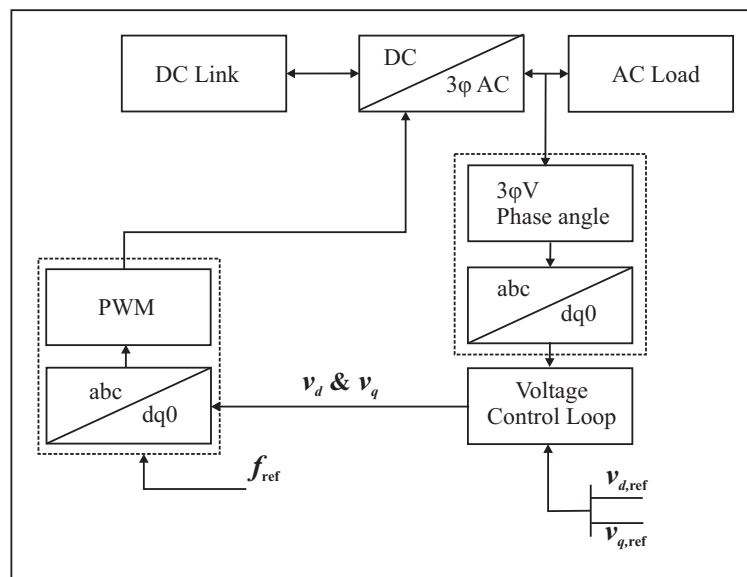 DC Link
DC
3φ AC
AC Load
3φV
Phase angle
abc
dq0
PWM
abc
dq0
v_d & v_q
Voltage
Control Loop
f_ref
v_d,ref
v_q,ref